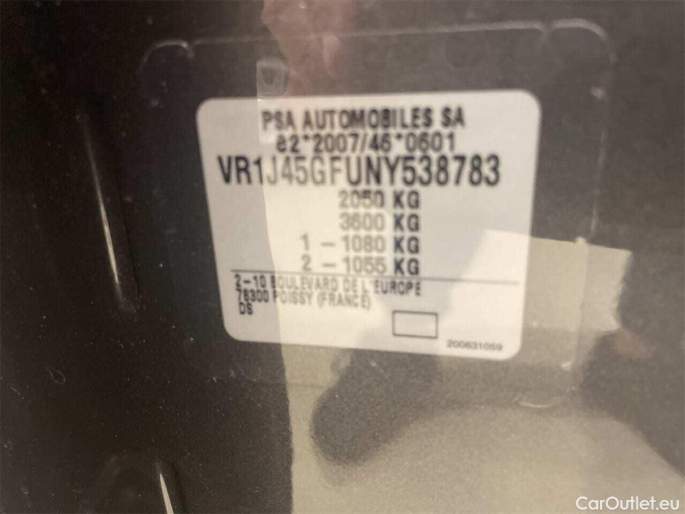 PSA AUTOMOBILES SA
e2*2007/46*0601
VR1J45GFUNY538783
2050 KG
3600 KG
1 - 1080 KG
2 - 1055 KG
2-10 BOULEVARD DE L'EUROPE
78300 POISSY (FRANCE)
DS
200631059
CarOutlet.eu